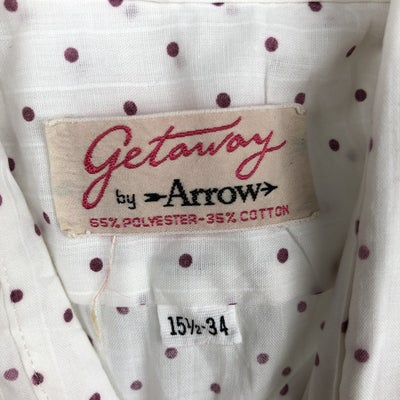 Getaway
by Arrow
65% POLYESTER-35% COTTON
15½-34